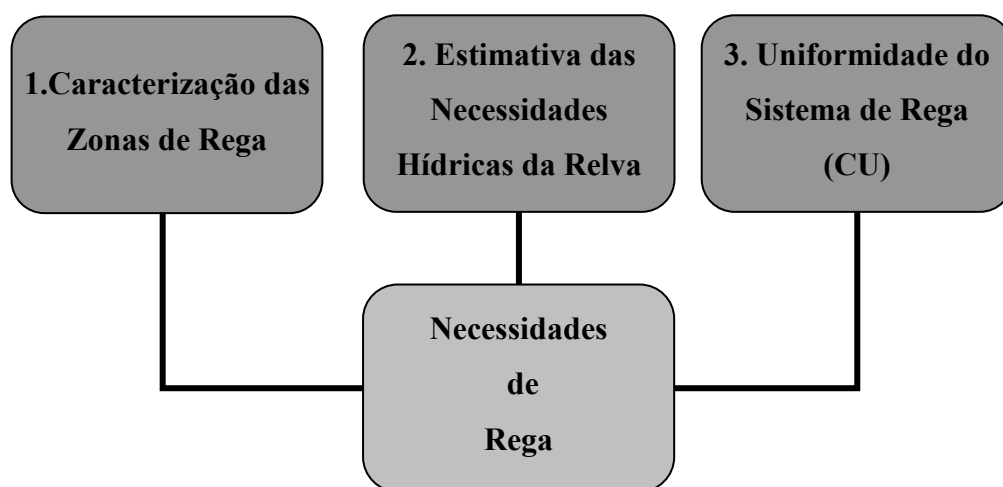 1.Caracterização das
Zonas de Rega
2. Estimativa das
Necessidades
Hídricas da Relva
3. Uniformidade do
Sistema de Rega
(CU)
Necessidades
de
Rega